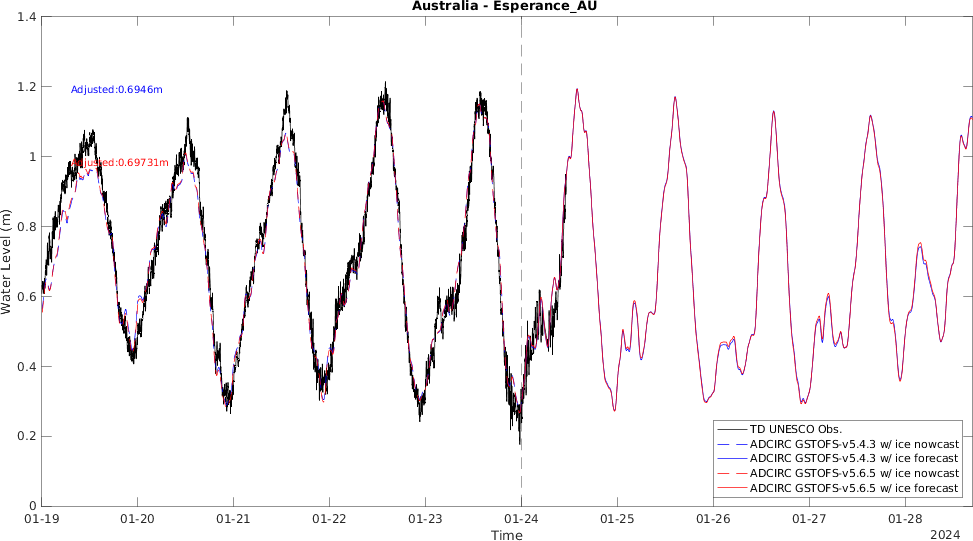 Australia - Esperance_AU
1.4
1.2
1
0.8
0.6
0.4
0.2
0
Water Level (m)
Adjusted:0.6946m
Adjusted:0.69731m
TD UNESCO Obs.
ADCIRC GSTOFS-v5.4.3 w/ ice nowcast
ADCIRC GSTOFS-v5.4.3 w/ ice forecast
ADCIRC GSTOFS-v5.6.5 w/ ice nowcast
ADCIRC GSTOFS-v5.6.5 w/ ice forecast
01-19 01-20 01-21 01-22 01-23 01-24 01-25 01-26 01-27 01-28
Time
2024